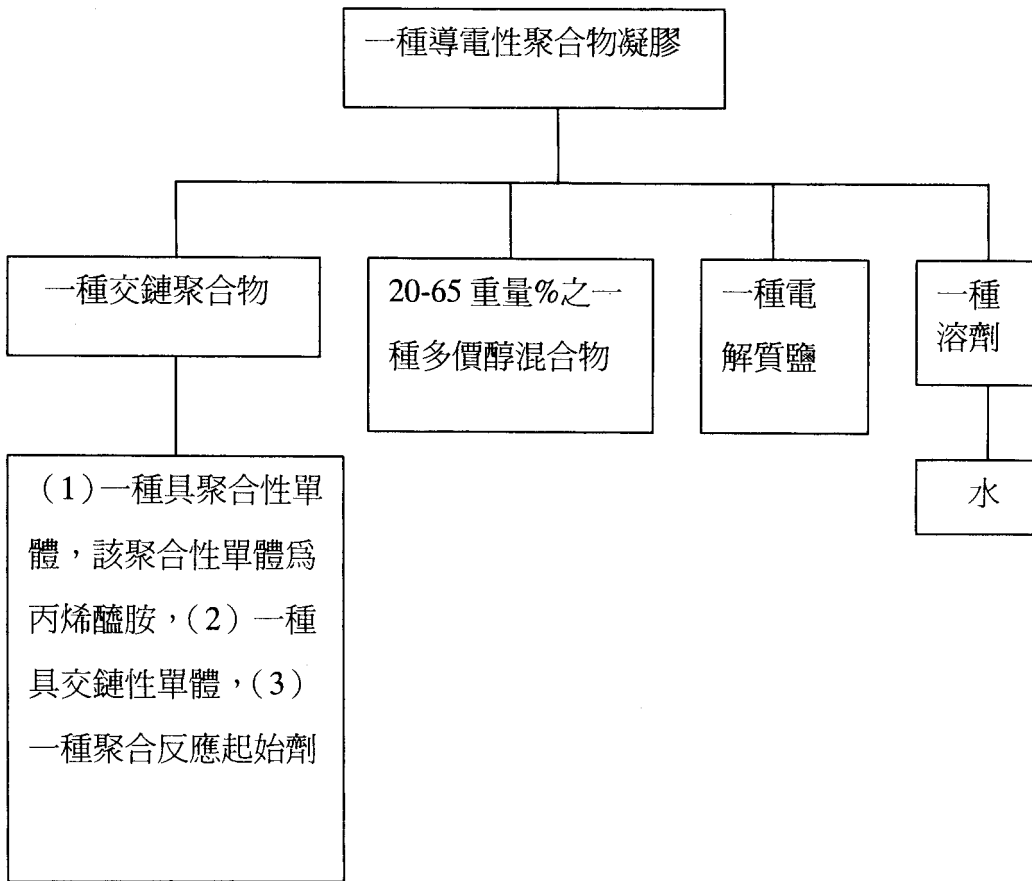 一種導電性聚合物凝膠
一種交鏈聚合物
20-65 重量%之一
種多價醇混合物
一種電
解質鹽
一種
溶劑
水
（1）一種具聚合性單
體，該聚合性單體爲
丙烯醯胺，（2）一種
具交鏈性單體，（3）
一種聚合反應起始劑